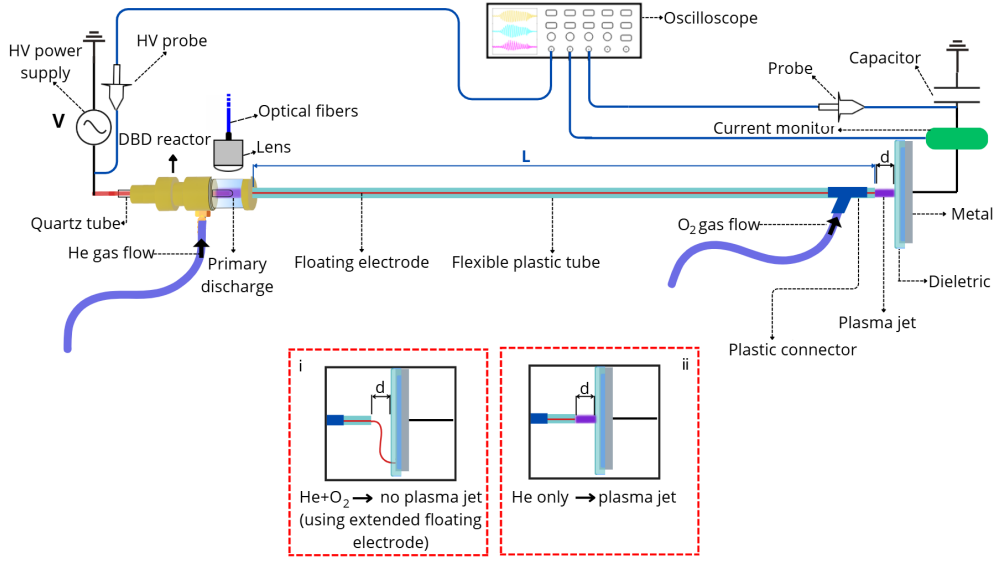 Oscilloscope
HV probe
HV power
supply
Capacitor
Probe
Optical fibers
V
Current monitor
DBD reactor
Lens
L
d
Quartz tube
Metal
O2 gas flow
He gas flow
Primary
discharge
Floating electrode
Flexible plastic tube
Dieletric
Plasma jet
Plastic connector
i
d
He+O2 → no plasma jet
(using extended floating
electrode)
ii
d
He only → plasma jet